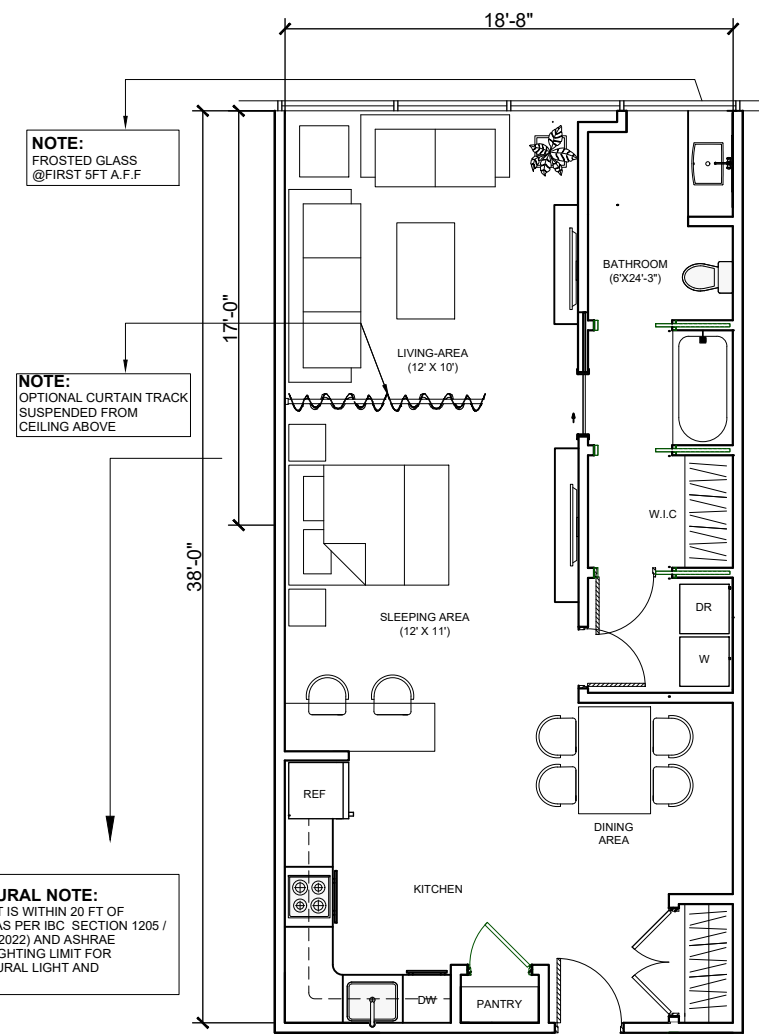 18'-8"
NOTE:
FROSTED GLASS
@FIRST 5FT A.F.F
BATHROOM
(6'X24'-3")
17'-0"
LIVING-AREA
(12' X 10')
NOTE:
OPTIONAL CURTAIN TRACK
SUSPENDED FROM
CEILING ABOVE
W.I.C
38'-0"
SLEEPING AREA
(12' X 11')
DR
W
REF
DINING
AREA
KITCHEN
URAL NOTE:
T IS WITHIN 20 FT OF
AS PER IBC SECTION 1205 /
2022) AND ASHRAE
GHTING LIMIT FOR
URAL LIGHT AND
DW
PANTRY